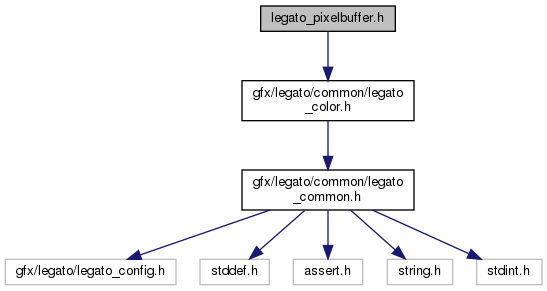 legato_pixelbuffer.h
gfx/legato/common/legato
_color.h
gfx/legato/common/legato
_common.h
gfx/legato/legato_config.h
stddef.h
assert.h
string.h
stdint.h